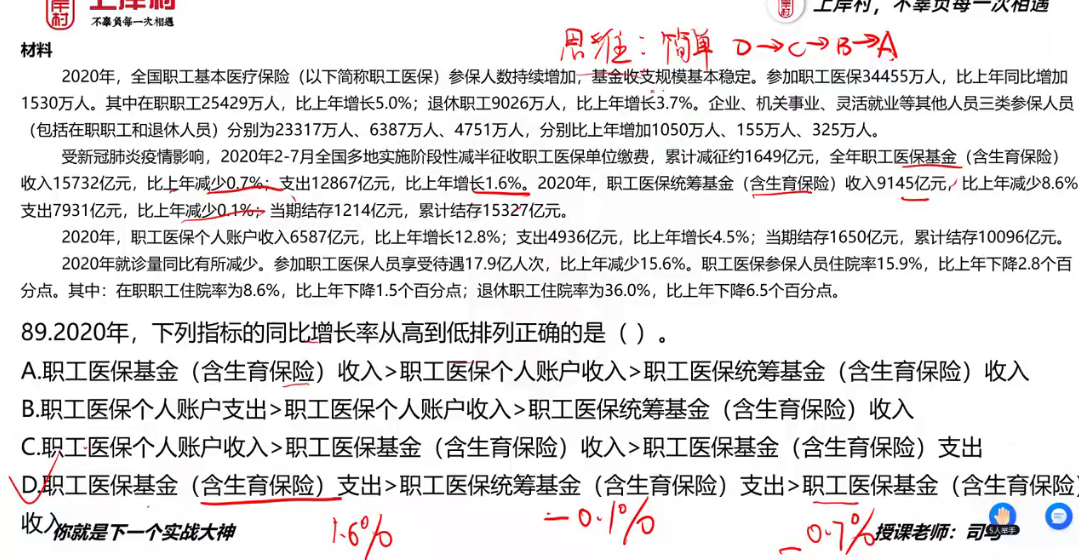 上岸村
不辜负每一次相遇
上岸村，不辜负每一次相遇
思维：简单 D→C→B→A
材料
2020年，全国职工基本医疗保险（以下简称职工医保）参保人数持续增加，基金收支规模基本稳定。参加职工医保34455万人，比上年同比增加
1530万人。其中在职职工25429万人，比上年增长5.0%；退休职工9026万人，比上年增长3.7%。企业、机关事业、灵活就业等其他人员三类参保人员
（包括在职职工和退休人员）分别为23317万人、6387万人、4751万人，分别比上年增加1050万人、155万人、325万人。
受新冠肺炎疫情影响，2020年2-7月全国多地实施阶段性减半征收职工医保单位缴费，累计减征约1649亿元，全年职工医保基金（含生育保险）
收入15732亿元，比上年减少0.7%；支出12867亿元，比上年增长1.6%。2020年，职工医保统筹基金（含生育保险）收入9145亿元，比上年减少8.6%
支出7931亿元，比上年减少0.1%；当期结存1214亿元，累计结存15327亿元。
2020年，职工医保个人账户收入6587亿元，比上年增长12.8%；支出4936亿元，比上年增长4.5%；当期结存1650亿元，累计结存10096亿元。
2020年就诊量同比有所减少。参加职工医保人员享受待遇17.9亿人次，比上年减少15.6%。职工医保参保人员住院率15.9%，比上年下降2.8个百
分点。其中：在职职工住院率为8.6%，比上年下降1.5个百分点；退休职工住院率为36.0%，比上年下降6.5个百分点。
89.2020年，下列指标的同比增长率从高到低排列正确的是（ ）。
A.职工医保基金（含生育保险）收入>职工医保个人账户收入>职工医保统筹基金（含生育保险）收入
B.职工医保个人账户支出>职工医保个人账户收入>职工医保统筹基金（含生育保险）收入
C.职工医保个人账户收入>职工医保基金（含生育保险）收入>职工医保基金（含生育保险）支出
D.职工医保基金（含生育保险）支出>职工医保统筹基金（含生育保险）支出>职工医保基金（含生育保险）
收入
你就是下一个实战大神
1.6% -0.1% -0.7%
授课老师：司马
5人举手